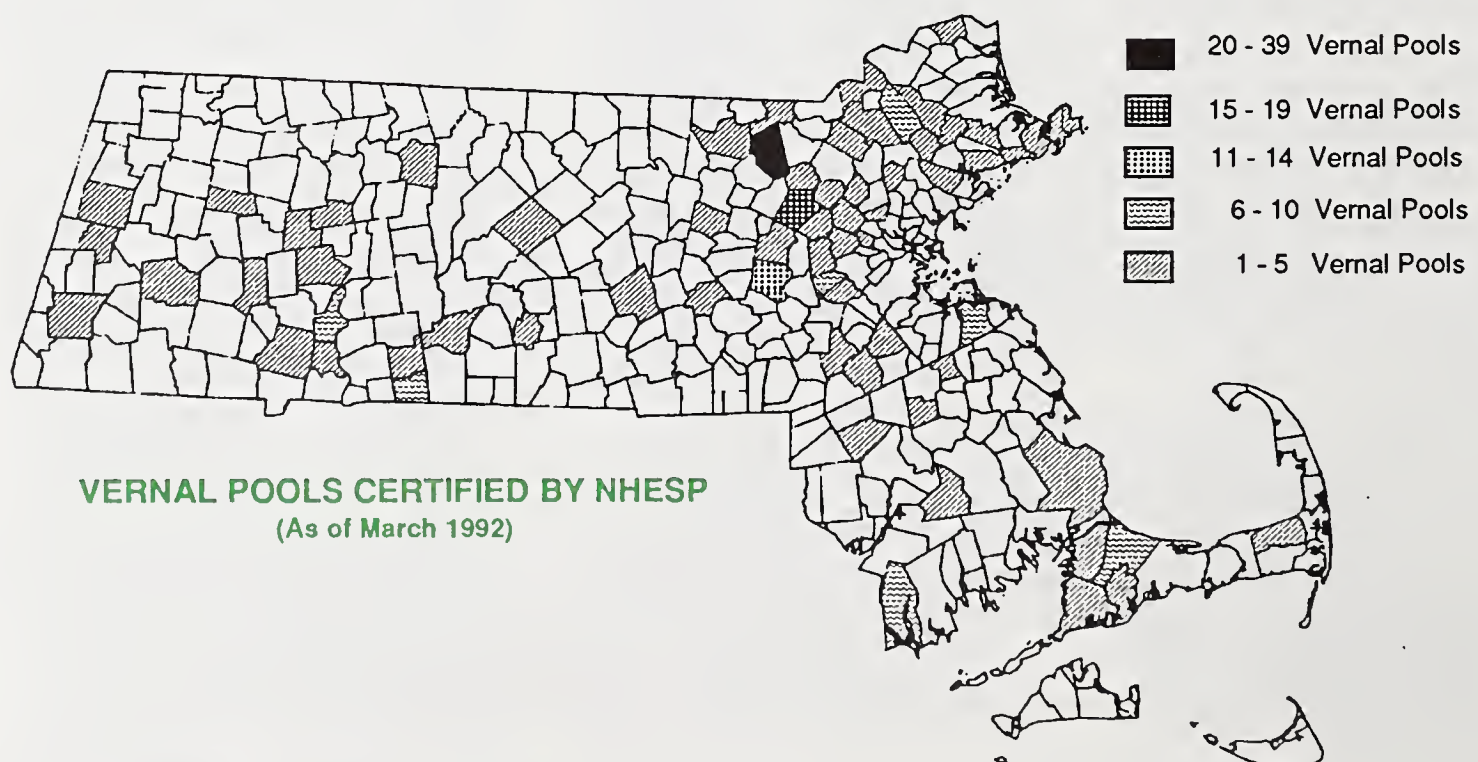 20 - 39 Vernal Pools
15 - 19 Vernal Pools
11 - 14 Vernal Pools
6 - 10 Vernal Pools
1 - 5 Vernal Pools
VERNAL POOLS CERTIFIED BY NHESP
(As of March 1992)